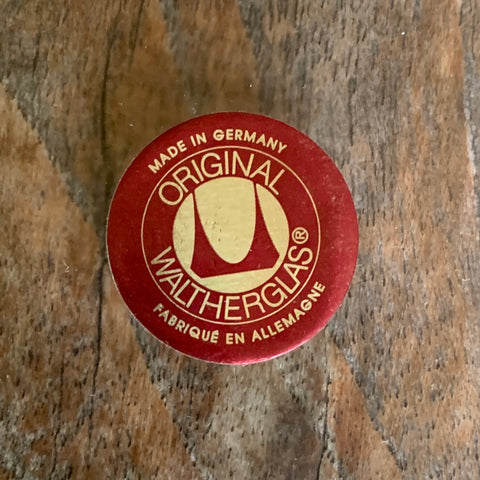 MADE IN GERMANY
ORIGINAL
WALTHERGLAS®
FABRIQUÉ EN ALLEMAGNE